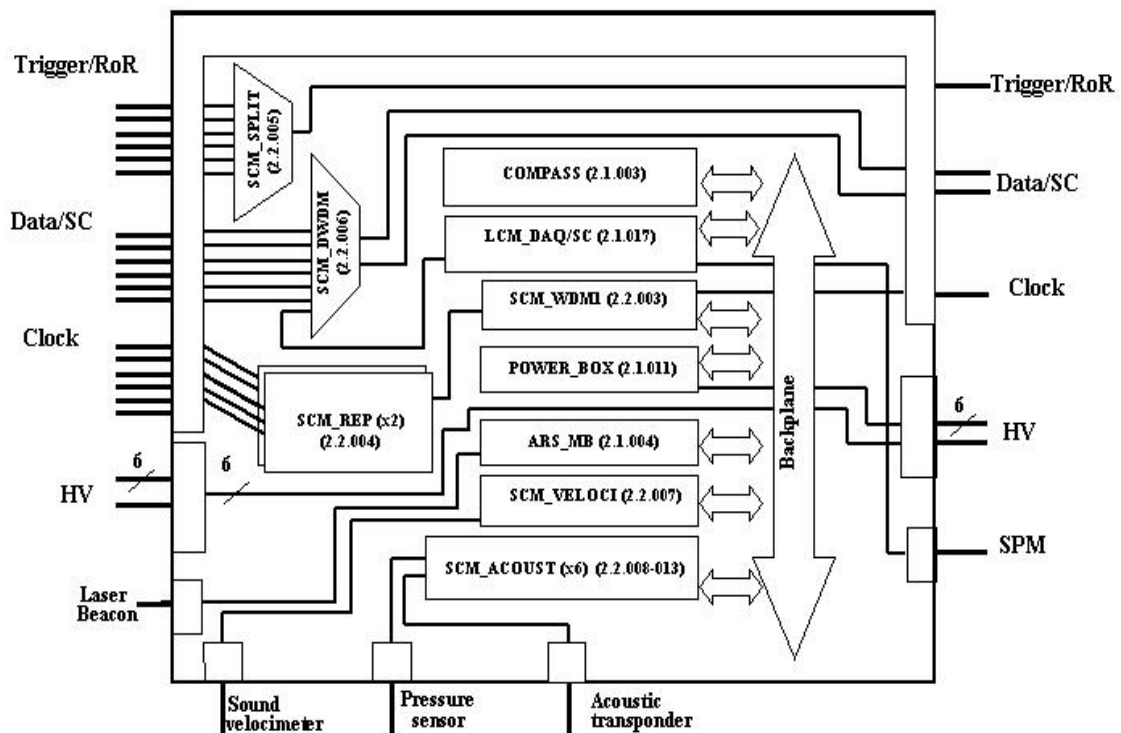 Trigger/RoR
Data/SC
Clock
6
HV
Laser
Beacon
SCM_SPLIT
(2.2.005)
SCM_DWDM
(2.2.006)
SCM_REP (x2)
(2.2.004)
6
COMPASS (2.1.003)
LCM_DAQ/SC (2.1.017)
SCM_WDM1 (2.2.003)
POWER_BOX (2.1.011)
ARS_MB (2.1.004)
SCM_VELOCI (2.2.007)
SCM_ACOUST (x6) (2.2.008-013)
Backplane
Trigger/RoR
Data/SC
Clock
6
HV
SPM
Sound
velocimeter
Pressure
sensor
Acoustic
transponder